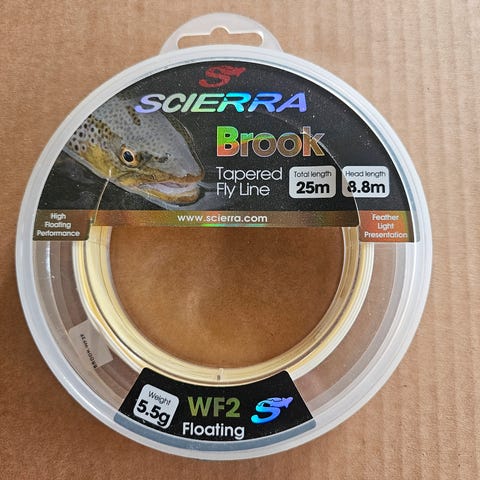 SCIERRA
Brook
Tapered
Fly Line
Total length
25m
Head length
8.8m
www.scierra.com
High
Floating
Performance
Feather
Light
Presentation
Weight
5.5g
WF2
Floating